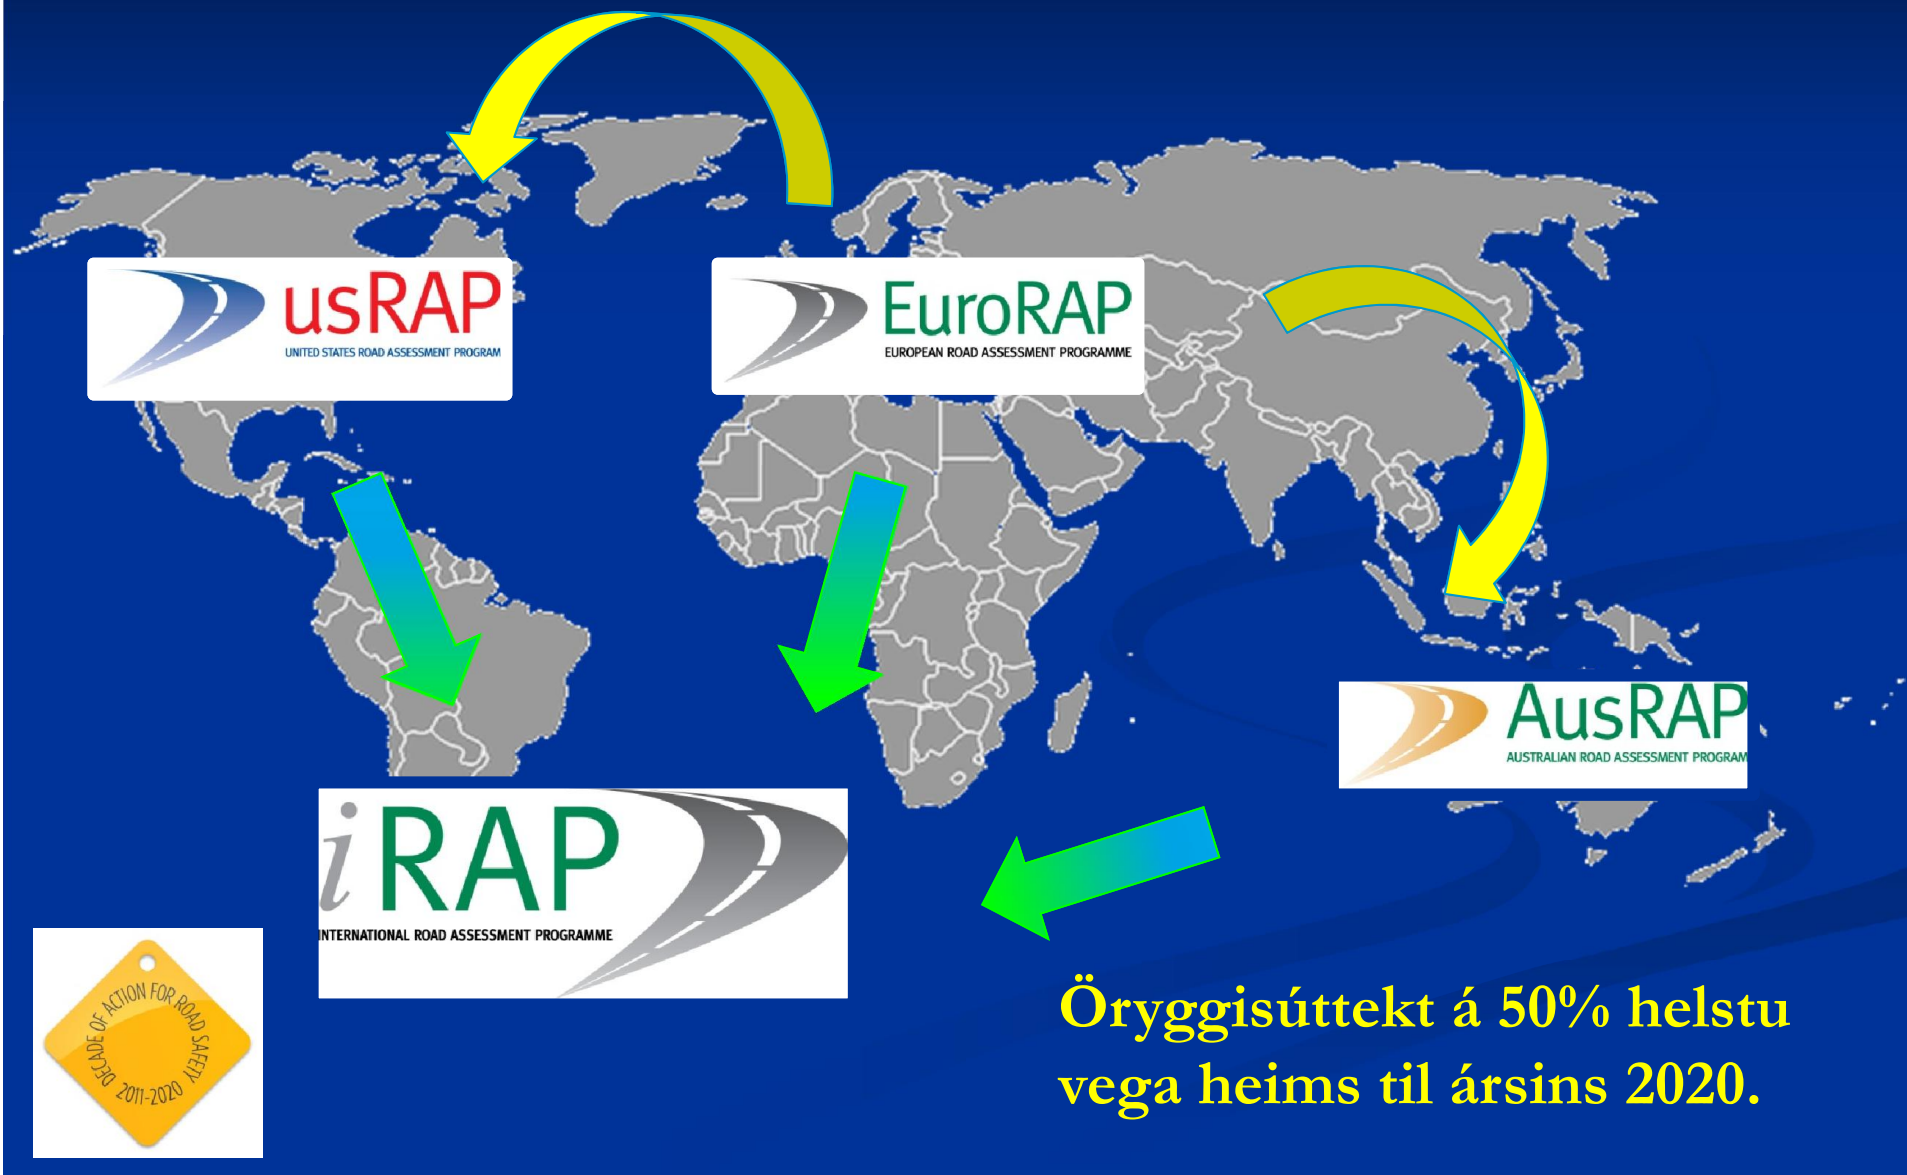 usRAP
UNITED STATES ROAD ASSESSMENT PROGRAM
EuroRAP
EUROPEAN ROAD ASSESSMENT PROGRAMME
AusRAP
AUSTRALIAN ROAD ASSESSMENT PROGRAM
iRAP
INTERNATIONAL ROAD ASSESSMENT PROGRAMME
DECADE OF ACTION FOR ROAD SAFETY
2011-2020
Öryggisúttekt á 50% helstu
vega heims til ársins 2020.